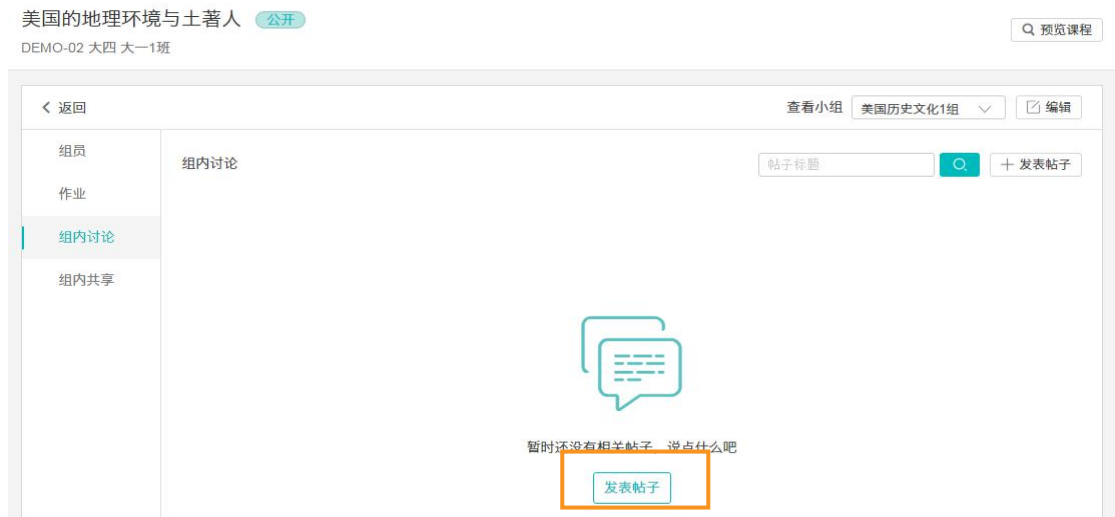 美国的地理环境与土著人 公开
预览课程
DEMO-02 大四 大一1班
返回
查看小组 美国历史文化1组 编辑
组员
作业
组内讨论
组内共享
组内讨论
帖子标题
发表帖子
暂时还没有相关帖子，说点什么吧
发表帖子